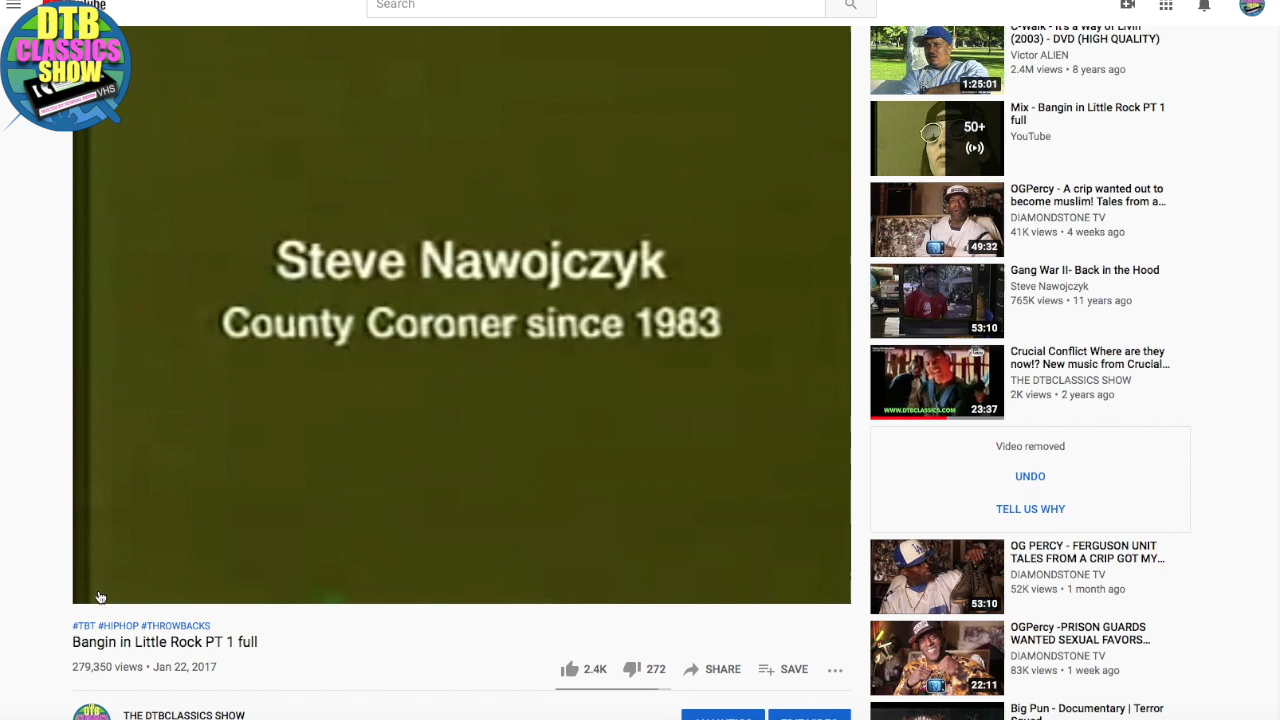 Search
DTB
CLASSICS
SHOW
VHS
Steve Nawojczyk
County Coroner since 1983
#TBT #HIPHOP #THROWBACKS
Bangin in Little Rock PT 1 full
279,350 views • Jan 22, 2017
2.4K
272
SHARE
SAVE
THE DTBCLASSICS SHOW
C-Walk - It's a Way of Livin
(2003) - DVD (HIGH QUALITY)
Victor ALIEN
2.4M views • 8 years ago
1:25:01
Mix - Bangin in Little Rock PT 1
full
YouTube
50+
OGPercy - A crip wanted out to
become muslim! Tales from a...
DIAMONDSTONE TV
41K views • 4 weeks ago
49:32
Gang War II- Back in the Hood
Steve Nawojczyk
765K views • 11 years ago
53:10
Crucial Conflict Where are they
now!? New music from Crucial...
THE DTBCLASSICS SHOW
2K views • 2 years ago
WWW.DTBCLASSICS.COM
23:37
Video removed
UNDO
TELL US WHY
OG PERCY - FERGUSON UNIT
TALES FROM A CRIP GOT MY...
DIAMONDSTONE TV
52K views • 1 month ago
53:10
OGPercy -PRISON GUARDS
WANTED SEXUAL FAVORS...
DIAMONDSTONE TV
83K views • 1 week ago
22:11
Big Pun - Documentary | Terror